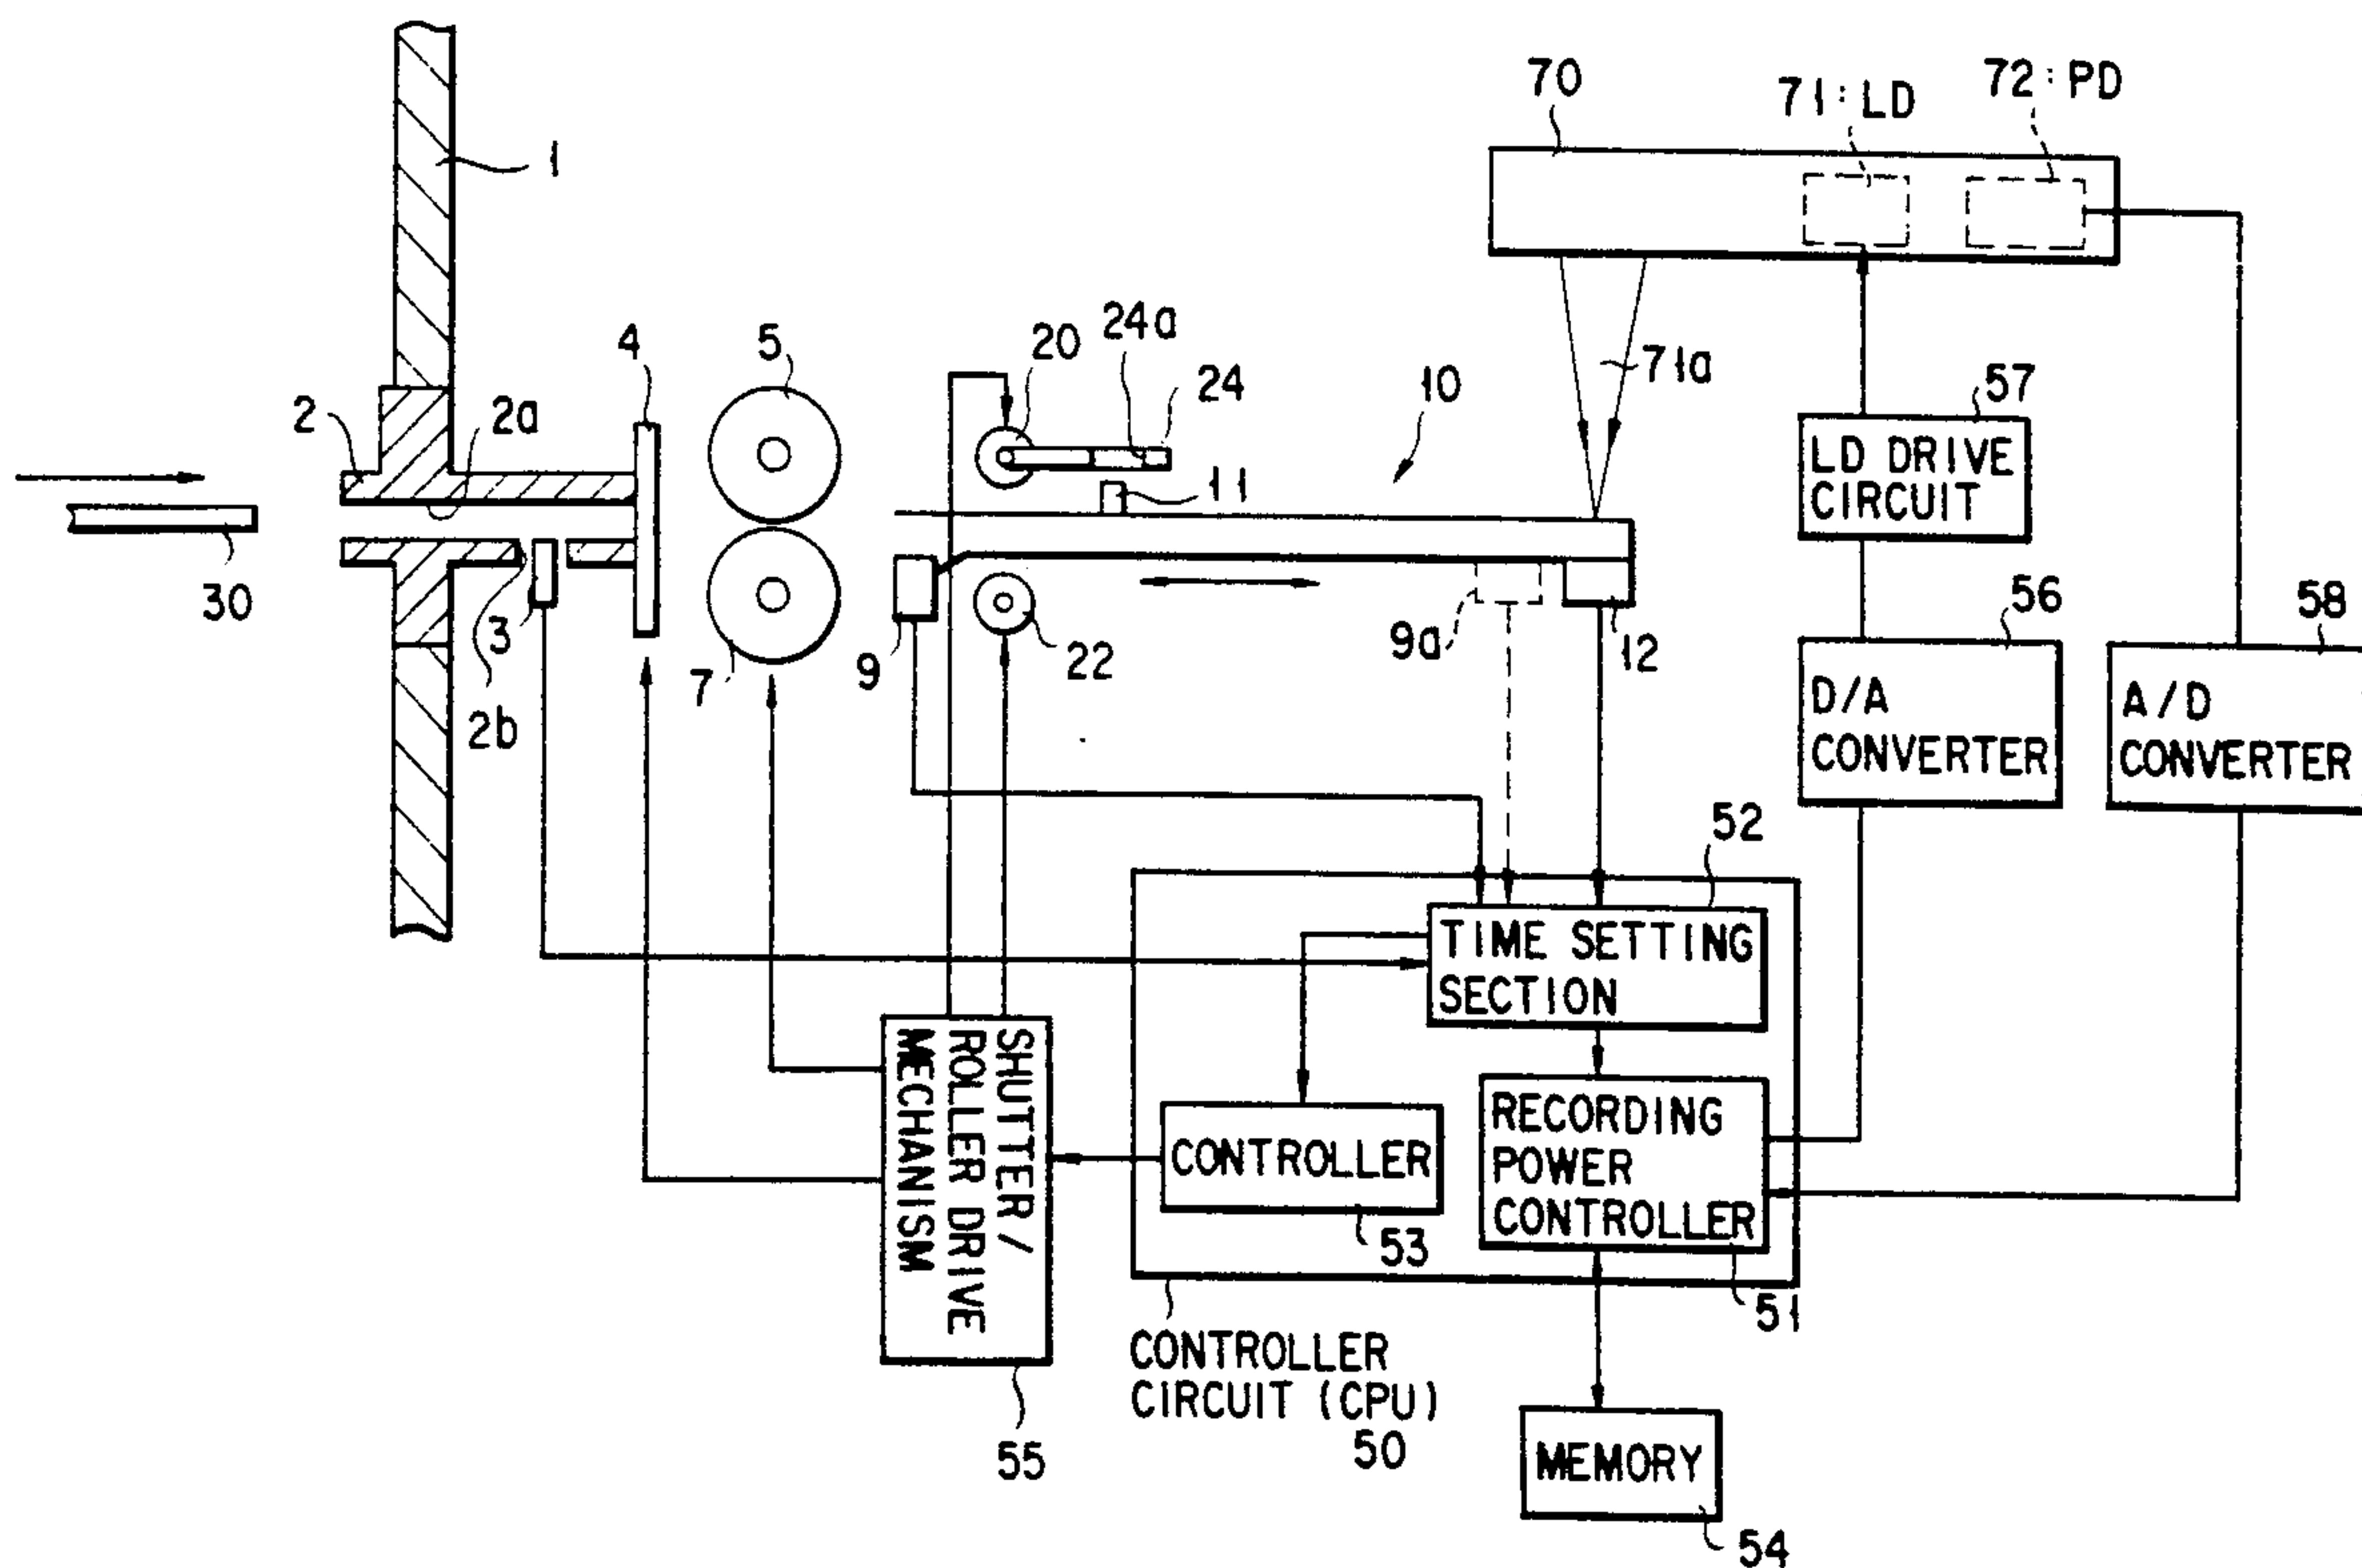 70
71: LD
72: PD
1
4
5
20
24a
24
71a
10
57
2
2a
LD DRIVE
CIRCUIT
11
30
3
2b
7
9
22
9a
12
56
58
D/A
CONVERTER
A/D
CONVERTER
52
TIME SETTING
SECTION
SHUTTER/
ROLLER DRIVE
MECHANISM
CONTROLLER
53
RECORDING
POWER
CONTROLLER
51
CONTROLLER
CIRCUIT (CPU)
50
55
MEMORY
54